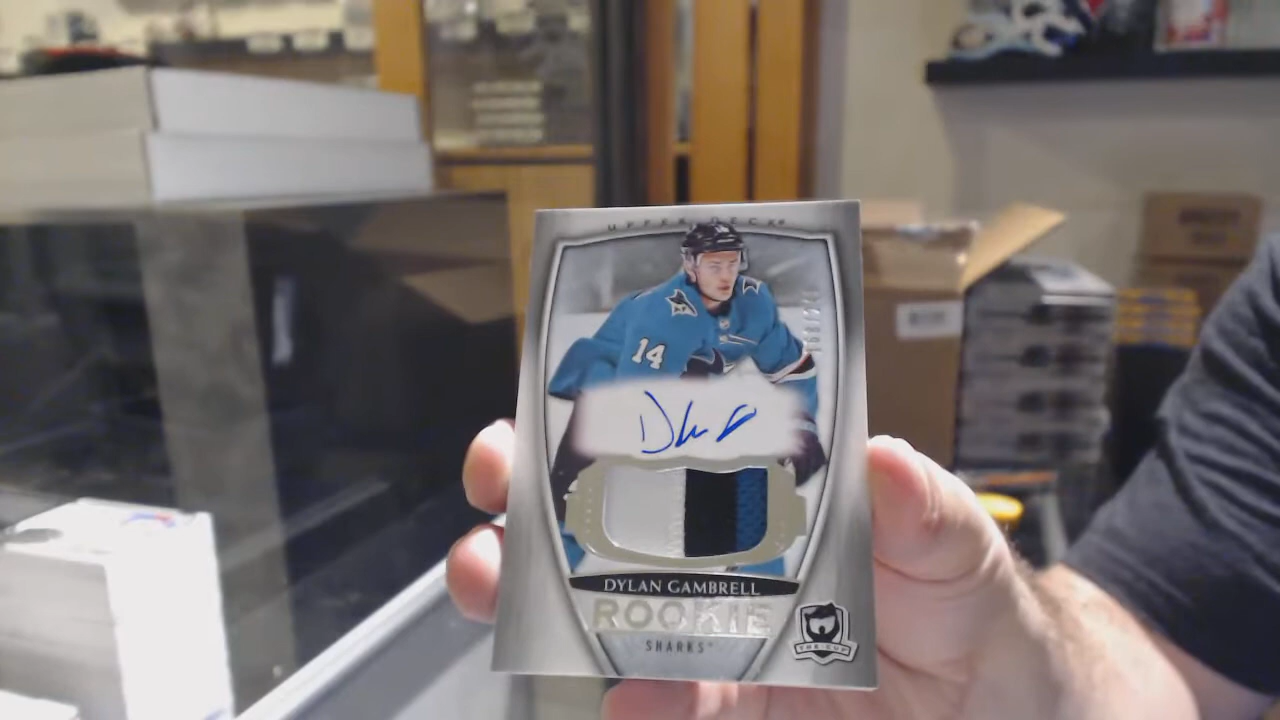 UPPER DECK
14
DYLAN GAMBRELL
ROOKIE
SHARKS
THE CUP